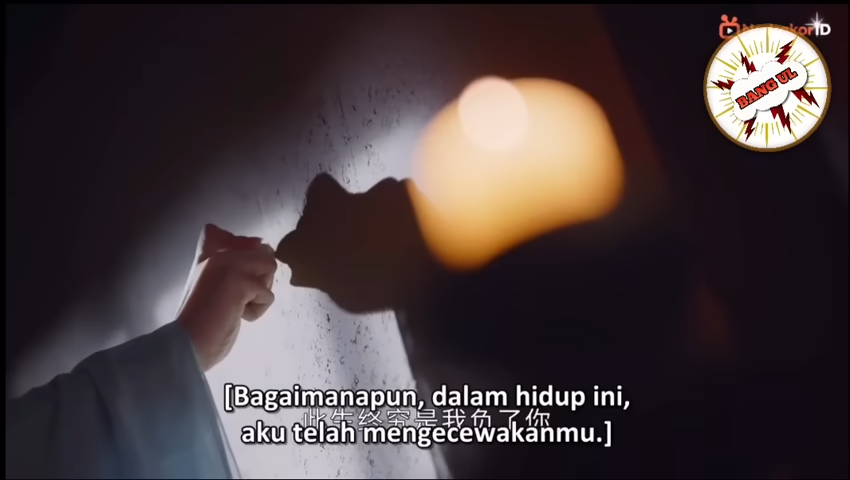 BANG UL
[Bagaimanapun, dalam hidup ini,
此生终究是我负了你
aku telah mengecewakanmu.]